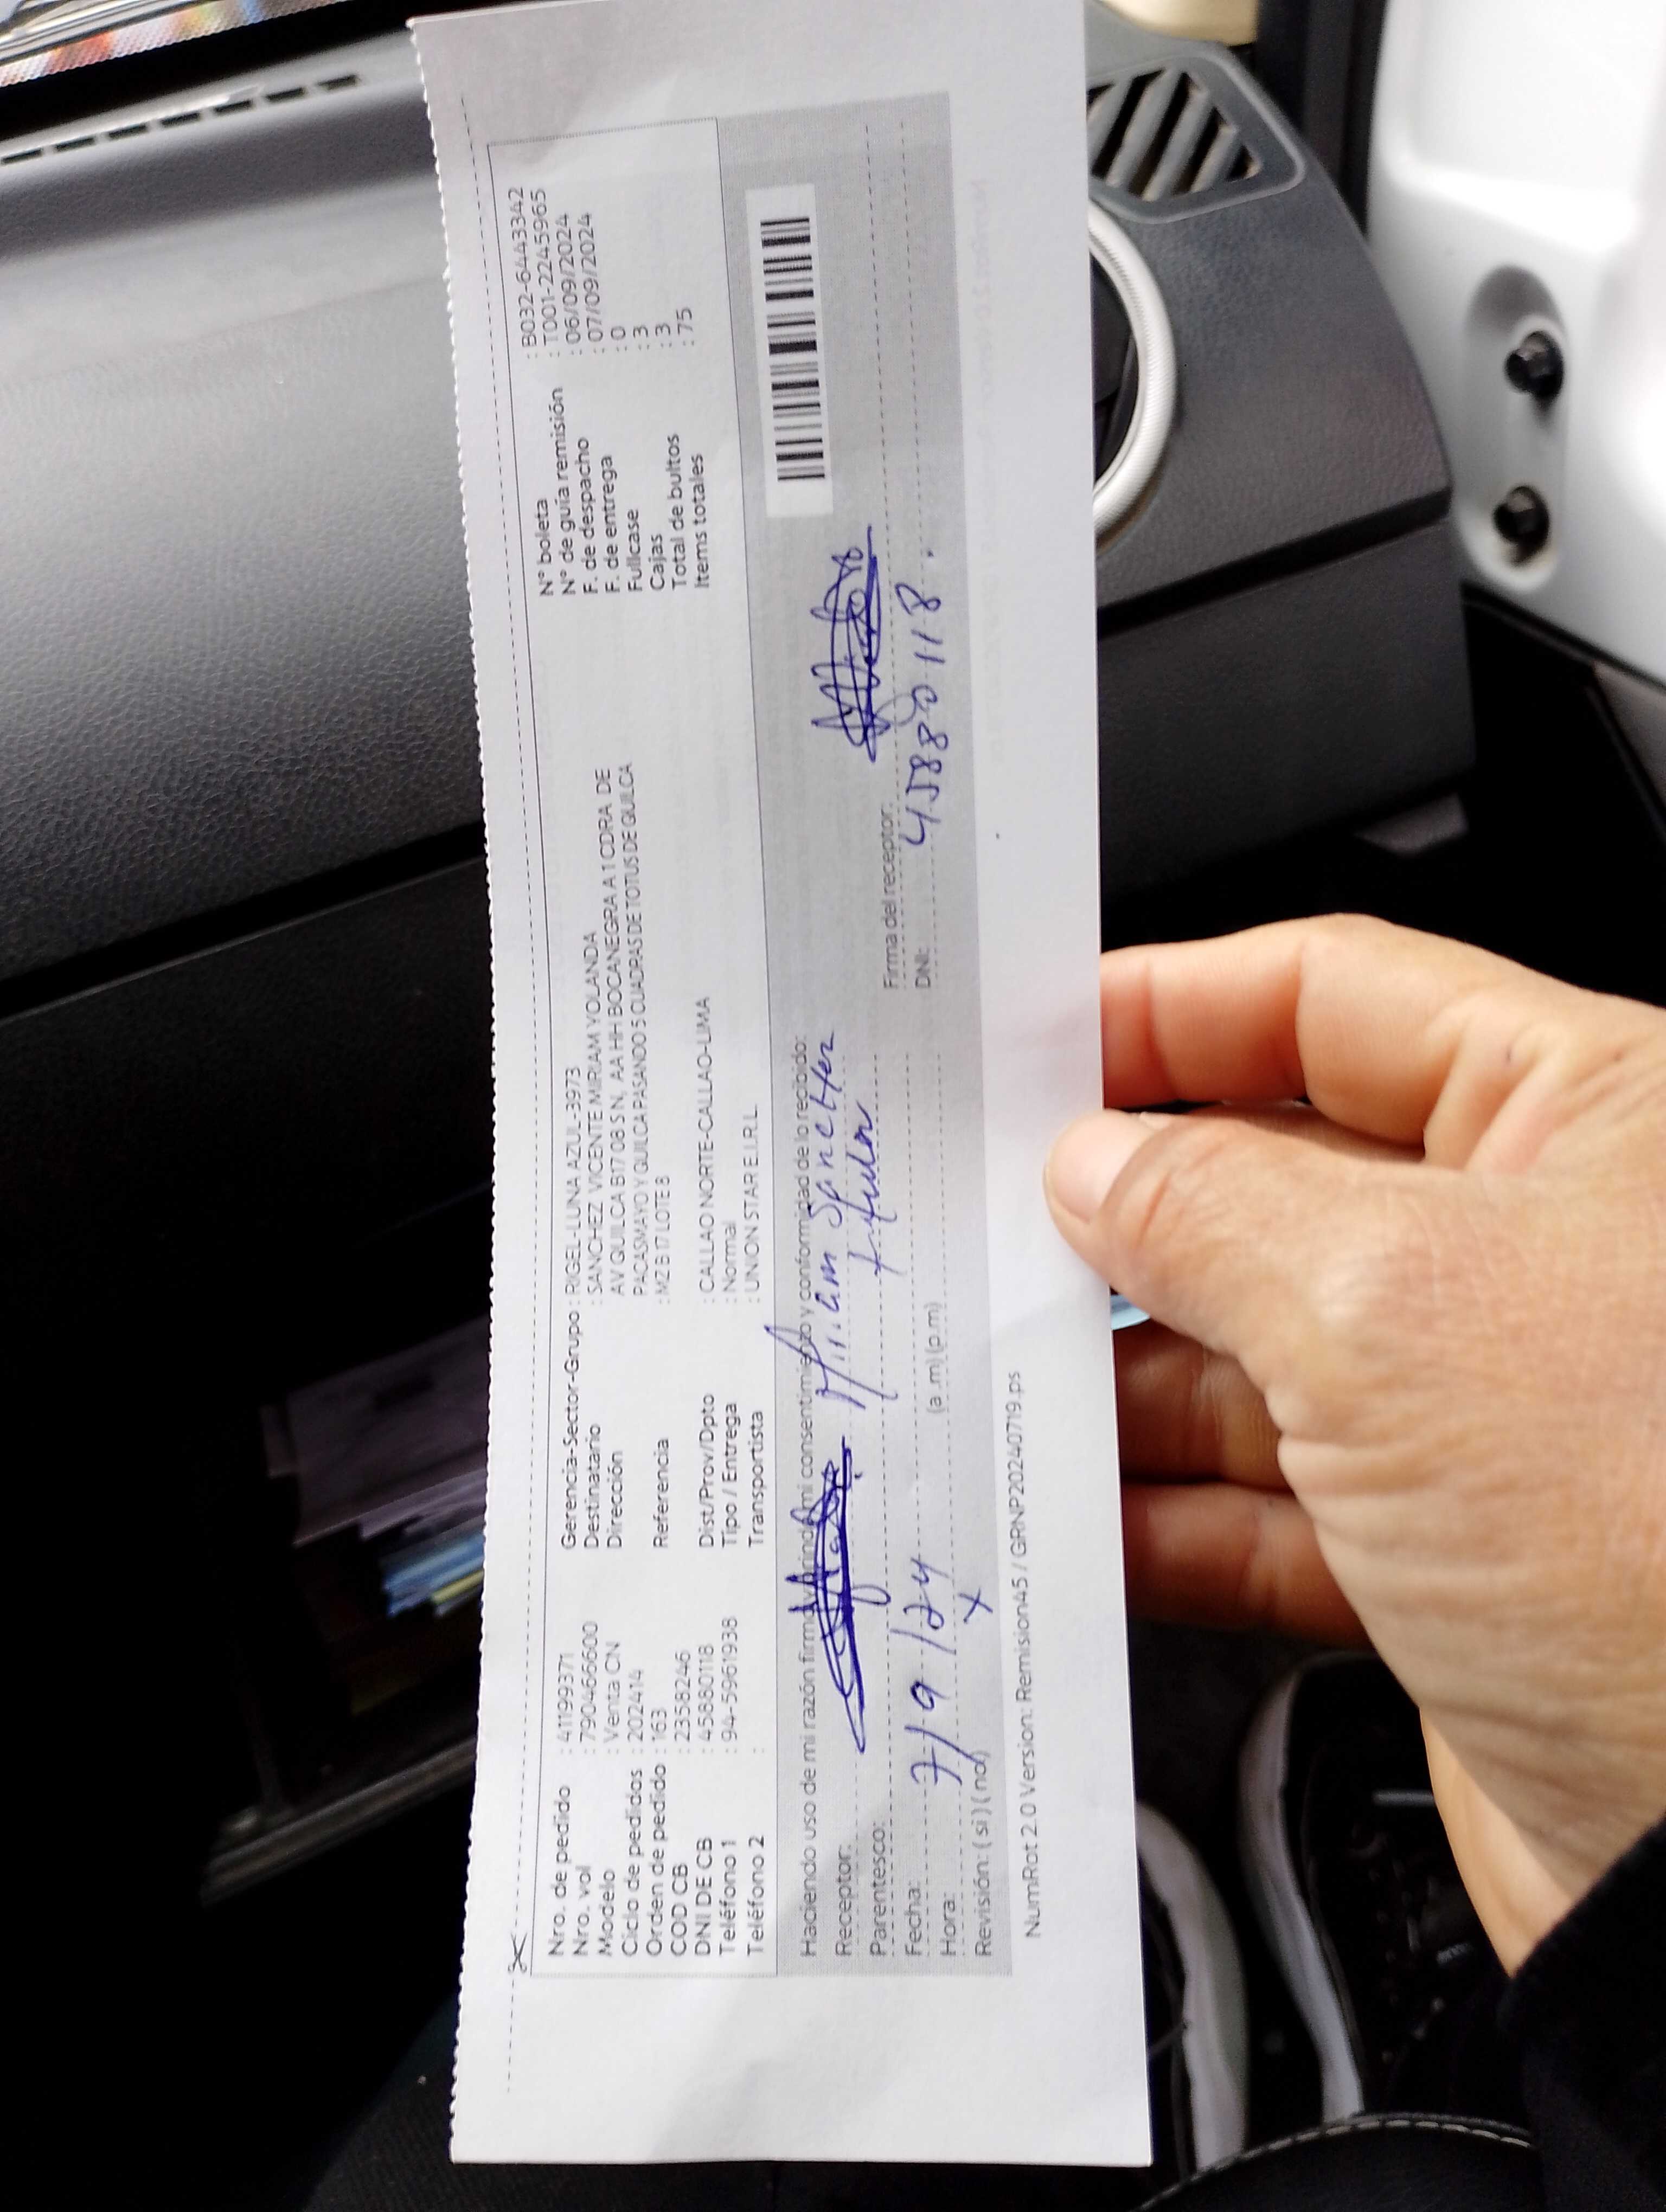 Nro. de pedido : 41199371
Nro. vol : 790466600
Modelo : Venta CN
Ciclo de pedidos : 202414
Orden de pedido : 163
COD CB : 2358246
DNI DE CB : 45880118
Teléfono 1 : 94-5961938
Teléfono 2 :
Gerencia-Sector-Grupo : RIGEL-LUNA AZUL-3973
Destinatario : SANCHEZ VICENTE MIRIAM YOLANDA
Dirección AV QUILCA B17 08 S N, AA HH BOCANEGRA A 1 CDRA DE
PACASMAYO Y QUILCA PASANDO 5 CUADRAS DE TOTUS DE QUILCA
Referencia : MZ B 17 LOTE 8
Dist/Prov/Dpto : CALLAO NORTE-CALLAO-LIMA
Tipo / Entrega : Normal
Transportista : UNION STAR E.I.R.L.
N° boleta : B032-6443342
N° de guía remisión : T001-22445965
F. de despacho : 06/09/2024
F. de entrega : 07/09/2024
Fullcase : 0
Cajas : 3
Total de bultos : 3
Items totales : 75
Haciendo uso de mi razón firmo y brindo mi consentimiento y conformidad de lo recibido:
Receptor: Miriam
Parentesco:
Fecha: 7/9/24
Hora: (a.m) (p.m)
Revisión: ( si ) ( no ) X
Firma del receptor:
DNI: 45880118
NumRot 2.0 Version: Remision45 / GRNP20240719.ps